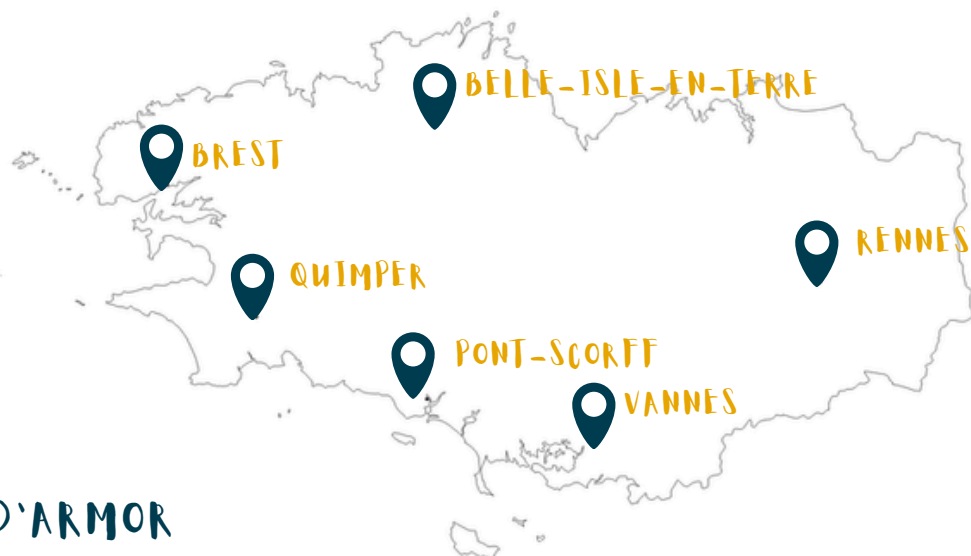 BELLE-ISLE-EN-TERRE
BREST
RENNES
QUIMPER
PONT-SCORFF
VANNES
D'ARMOR